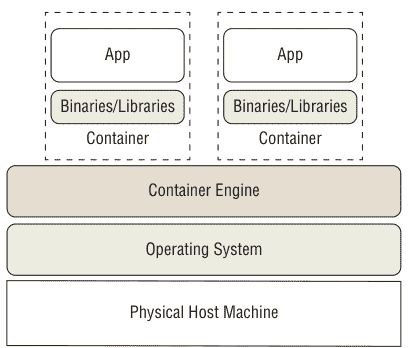 App
App
Binaries/Libraries
Binaries/Libraries
Container
Container
Container Engine
Operating System
Physical Host Machine